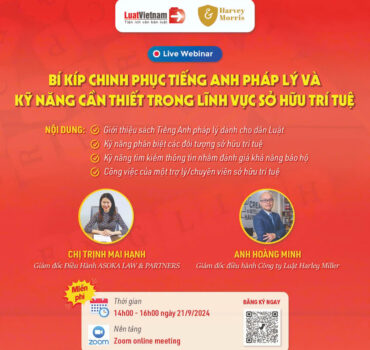 LuatVietnam
Tiện ích văn bản luật
Harvey
Morris
Live Webinar
BÍ KÍP CHINH PHỤC TIẾNG ANH PHÁP LÝ VÀ
KỸ NĂNG CẦN THIẾT TRONG LĨNH VỰC SỞ HỮU TRÍ TUỆ
NỘI DUNG:
Giới thiệu sách Tiếng Anh pháp lý dành cho dân Luật
Kỹ năng phân biệt các đối tượng sở hữu trí tuệ
Kỹ năng tìm kiếm thông tin nhằm đánh giá khả năng bảo hộ
Công việc của một trợ lý/chuyên viên sở hữu trí tuệ
CHỊ TRỊNH MAI HẠNH
Giám đốc Điều Hành ASOKA LAW & PARTNERS
ANH HOÀNG MINH
Giám đốc điều hành Công ty Luật Harley Miller
Miễn phí
Thời gian
14h00 - 16h00 ngày 21/9/2024
Nền tảng
zoom
Zoom online meeting
ĐĂNG KÝ NGAY